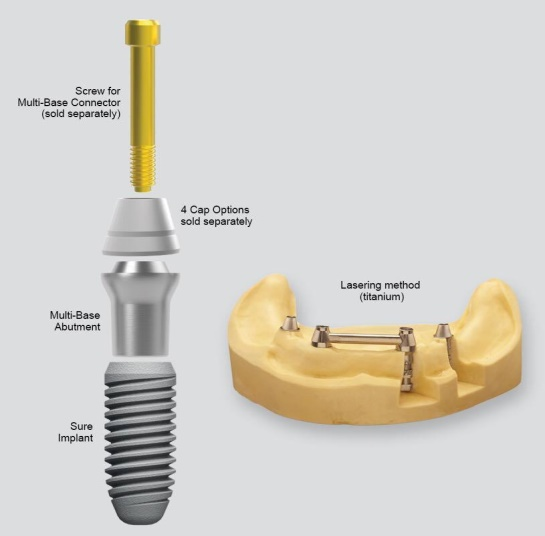 Screw for
Multi-Base Connector
(sold separately)
4 Cap Options
sold separately
Lasering method
(titanium)
Multi-Base
Abutment
Sure
Implant